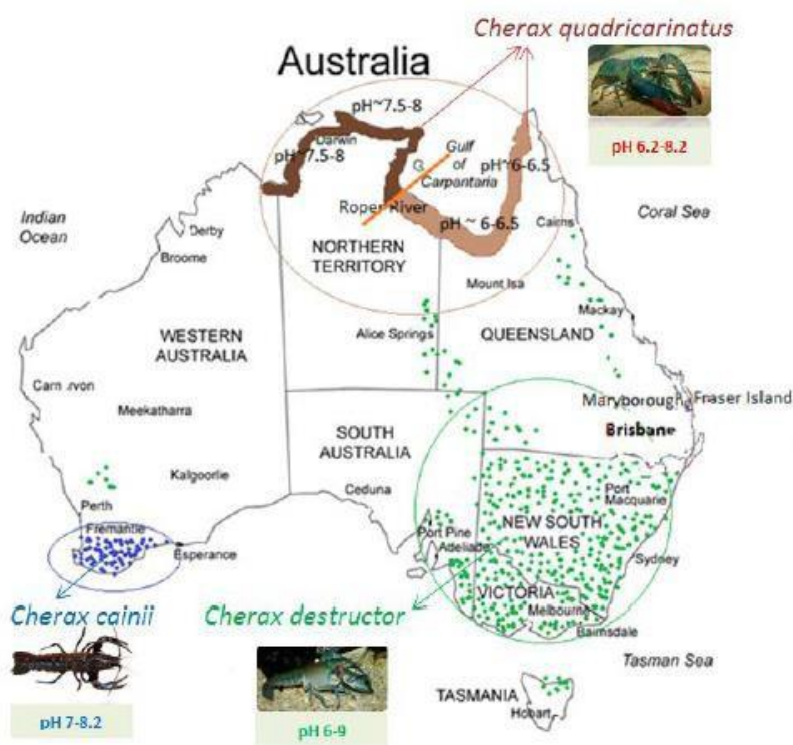 Cherax quadricarinatus
Australia
pH~7.5-8
pH 6.2-8.2
Darwin
pH~7.5-8
Gulf
of
Carpantaria
G
pH~6-6.5
Roper River
pH ~ 6-6.5
Indian
Ocean
Coral Sea
Cairns
Derby
Broome
NORTHERN
TERRITORY
Mount Isa
Mackay
WESTERN
AUSTRALIA
Alice Springs
QUEENSLAND
Carn rvon
Meekatharra
Maryborough
Fraser Island
Brisbane
SOUTH
AUSTRALIA
Kalgoorlie
Ceduna
Port
Macquarie
Perth
Fremantle
Esperance
Port Pine
Adeliade
NEW SOUTH
WALES
Sydney
VICTORIA
Melbourne
Bairnsdale
Cherax cainii
Cherax destructor
Tasman Sea
TASMANIA
Hobart
pH 7-8.2
pH 6-9